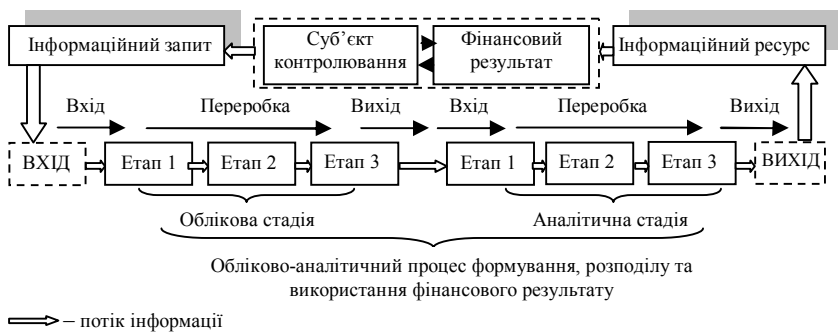 Інформаційний запит
Суб’єкт контролювання
Фінансовий результат
Інформаційний ресурс
Вхід
Переробка
Вихід
Вхід
Переробка
Вихід
ВХІД
Етап 1
Етап 2
Етап 3
Етап 1
Етап 2
Етап 3
ВИХІД
Облікова стадія
Аналітична стадія
Обліково-аналітичний процес формування, розподілу та
використання фінансового результату
– потік інформації